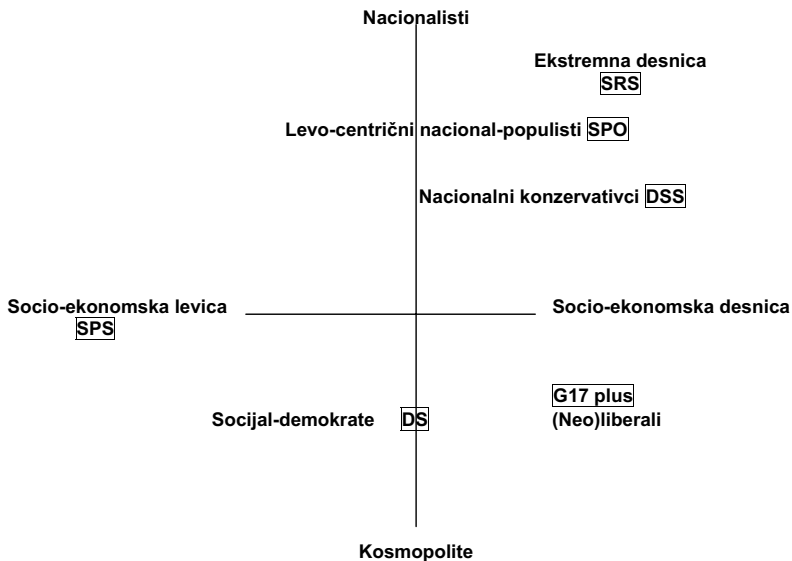 Nacionalisti
Ekstremna desnica
SRS
Levo-centrični nacional-populisti SPO
Nacionalni konzervativci DSS
Socio-ekonomska levica
SPS
Socio-ekonomska desnica
G17 plus
(Neo)liberali
Socijal-demokrate DS
Kosmopolite